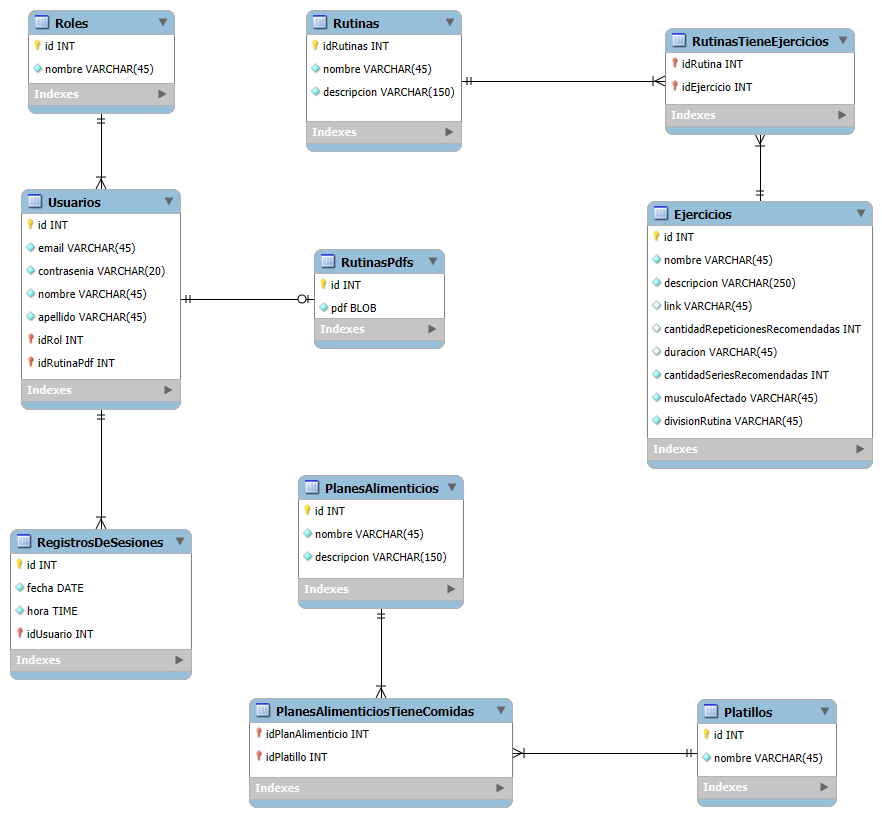 Roles
id INT
nombre VARCHAR(45)
Indexes
Rutinas
idRutinas INT
nombre VARCHAR(45)
descripcion VARCHAR(150)
Indexes
RutinasTieneEjercicios
idRutina INT
idEjercicio INT
Indexes
Usuarios
id INT
email VARCHAR(45)
contrasenia VARCHAR(20)
nombre VARCHAR(45)
apellido VARCHAR(45)
idRol INT
idRutinaPdf INT
Indexes
RutinasPdfs
id INT
pdf BLOB
Indexes
Ejercicios
id INT
nombre VARCHAR(45)
descripcion VARCHAR(250)
link VARCHAR(45)
cantidadRepeticionesRecomendadas INT
duracion VARCHAR(45)
cantidadSeriesRecomendadas INT
musculoAfectado VARCHAR(45)
divisionRutina VARCHAR(45)
Indexes
RegistrosDeSesiones
id INT
fecha DATE
hora TIME
idUsuario INT
Indexes
PlanesAlimenticios
id INT
nombre VARCHAR(45)
descripcion VARCHAR(150)
Indexes
PlanesAlimenticiosTieneComidas
idPlanAlimenticio INT
idPlatillo INT
Indexes
Platillos
id INT
nombre VARCHAR(45)
Indexes